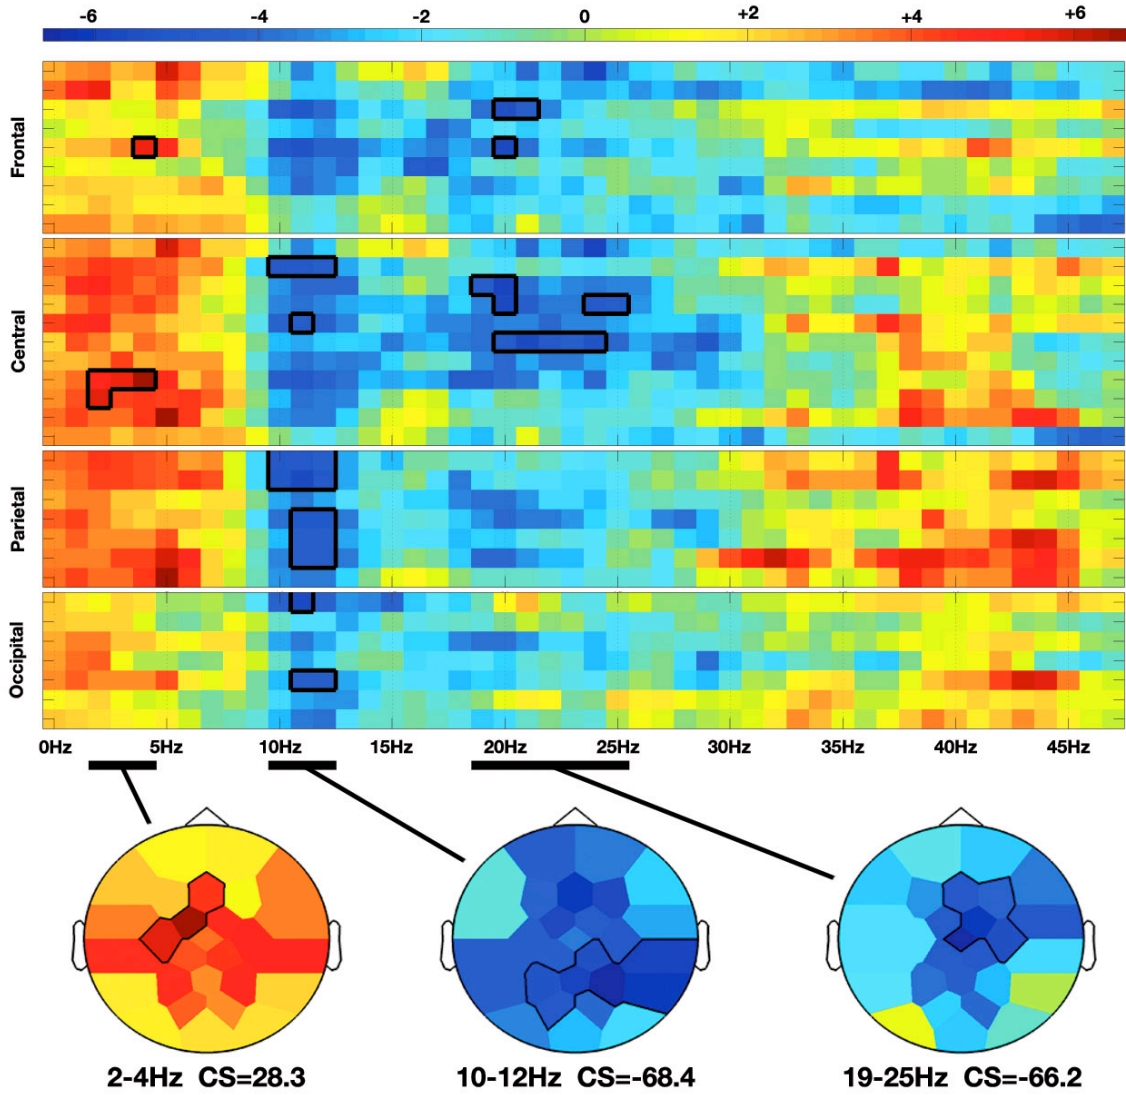 -6 -4 -2 0 +2 +4 +6
Frontal
Central
Parietal
Occipital
0Hz 5Hz 10Hz 15Hz 20Hz 25Hz 30Hz 35Hz 40Hz 45Hz
2-4Hz CS=28.3 10-12Hz CS=-68.4 19-25Hz CS=-66.2